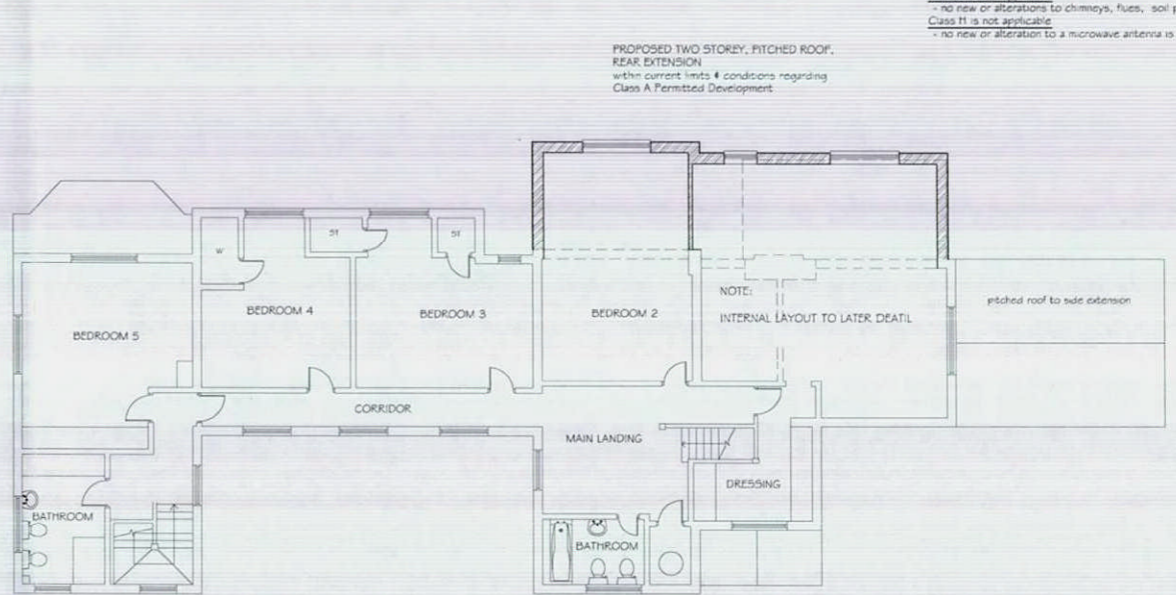 - no new or alterations to chimneys, flues, soil
Class H is not applicable
- no new or alteration to a microwave antenna is
PROPOSED TWO STOREY, PITCHED ROOF,
REAR EXTENSION
within current limits & conditions regarding
Class A Permitted Development
W
ST
ST
BEDROOM 5
BEDROOM 4
BEDROOM 3
BEDROOM 2
NOTE:
INTERNAL LAYOUT TO LATER DEATIL
pitched roof to side extension
CORRIDOR
MAIN LANDING
DRESSING
BATHROOM
BATHROOM